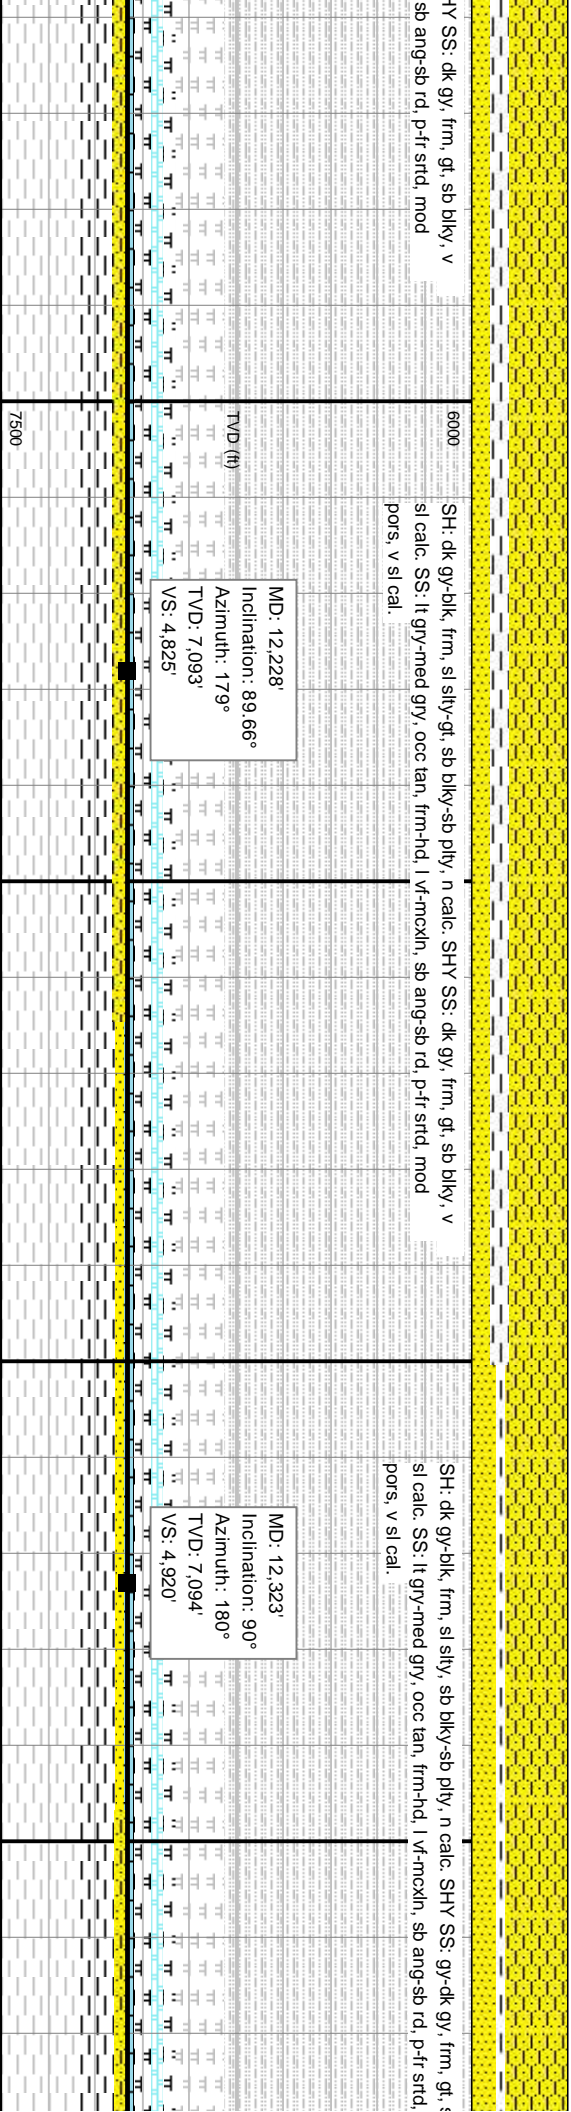 HY SS: dk gy, frm, gt, sb blky, v
sb ang-sb rd, p-fr srtd, mod
6000
TVD (ft)
7500
SH: dk gy-blk, frm, sl slty-gt, sb blky-sb plty, n calc. SHY SS: dk gy, frm, gt, sb blky, v
sl calc. SS: lt gry-med gry, occ tan, frm-hd, l vf-mcxln, sb ang-sb rd, p-fr srtd, mod
pors, v sl cal.
MD: 12,228'
Inclination: 89.66°
Azimuth: 179°
TVD: 7,093'
VS: 4,825'
SH: dk gy-blk, frm, sl slty, sb blky-sb plty, n calc. SHY SS: gy-dk gy, frm, gt, s
sl calc. SS: lt gry-med gry, occ tan, frm-hd, l vf-mcxln, sb ang-sb rd, p-fr srtd,
pors, v sl cal.
MD: 12,323'
Inclination: 90°
Azimuth: 180°
TVD: 7,094'
VS: 4,920'